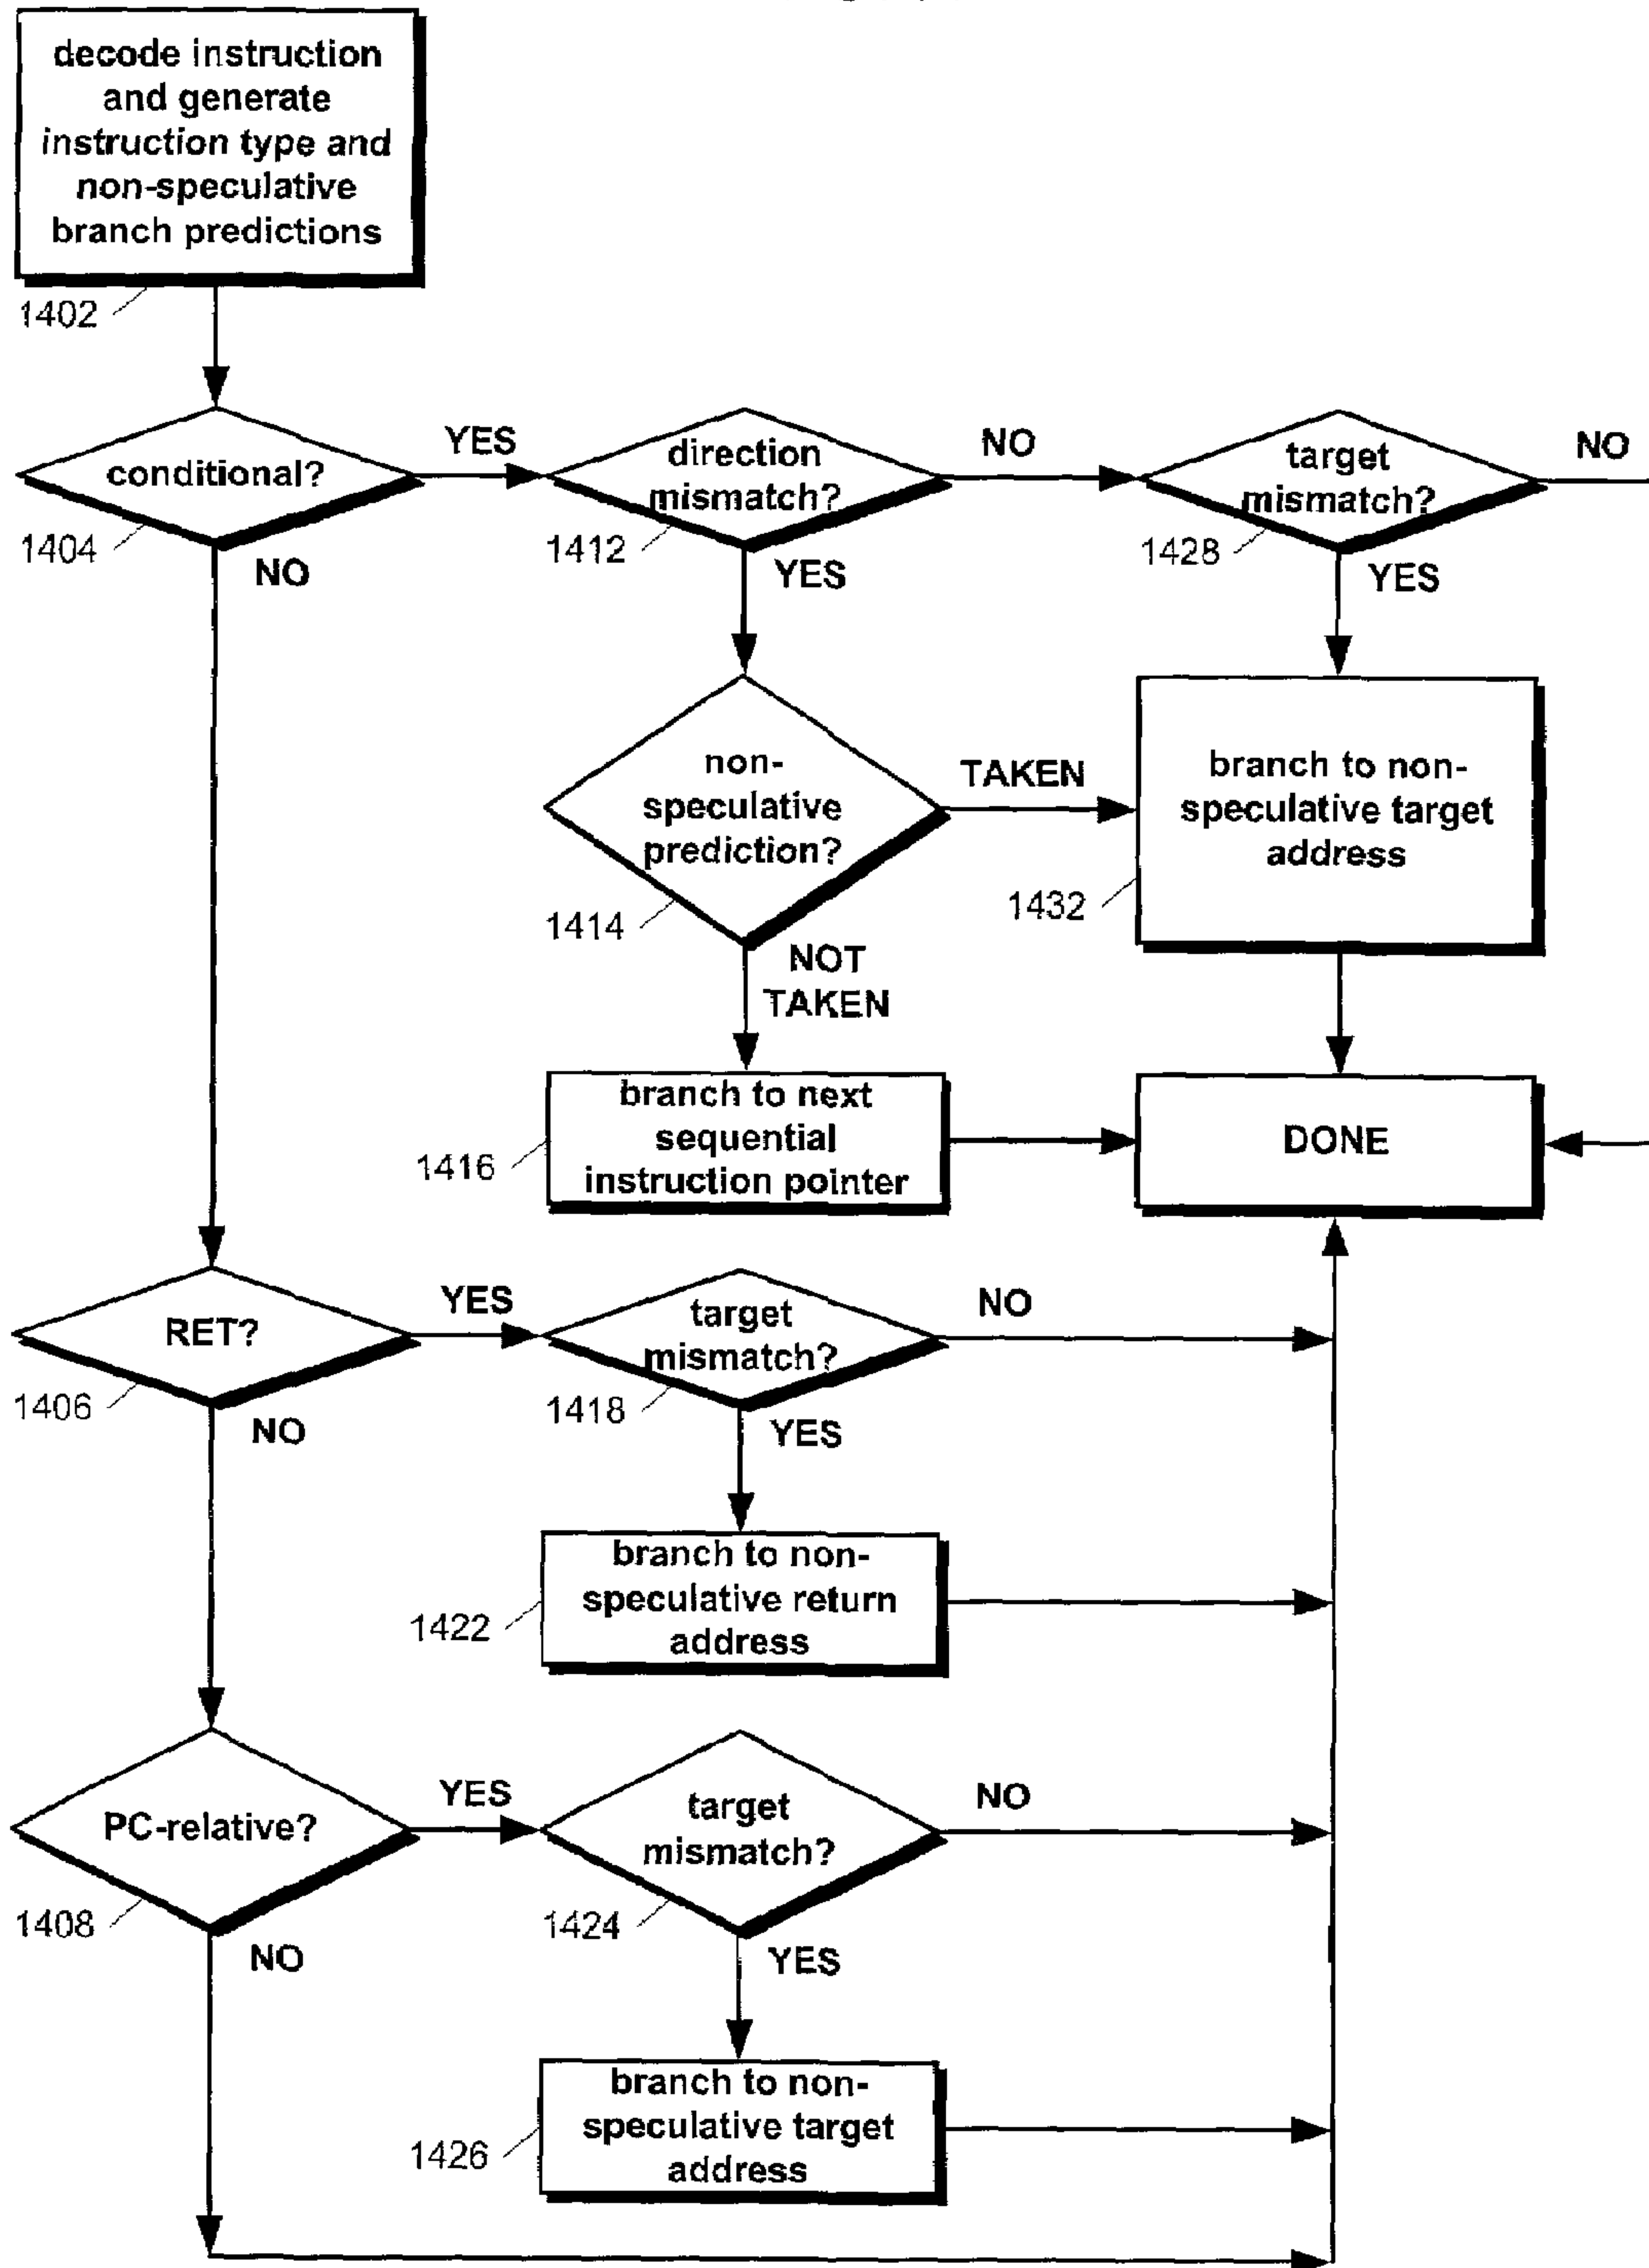 decode instruction
and generate
instruction type and
non-speculative
branch predictions
1402
conditional?
1404
YES
NO
direction
mismatch?
1412
NO
YES
target
mismatch?
1428
NO
YES
non-
speculative
prediction?
1414
TAKEN
NOT
TAKEN
branch to non-
speculative target
address
1432
branch to next
sequential
instruction pointer
1416
DONE
RET?
1406
YES
NO
target
mismatch?
1418
NO
YES
branch to non-
speculative return
address
1422
PC-relative?
1408
YES
NO
target
mismatch?
1424
NO
YES
branch to non-
speculative target
address
1426